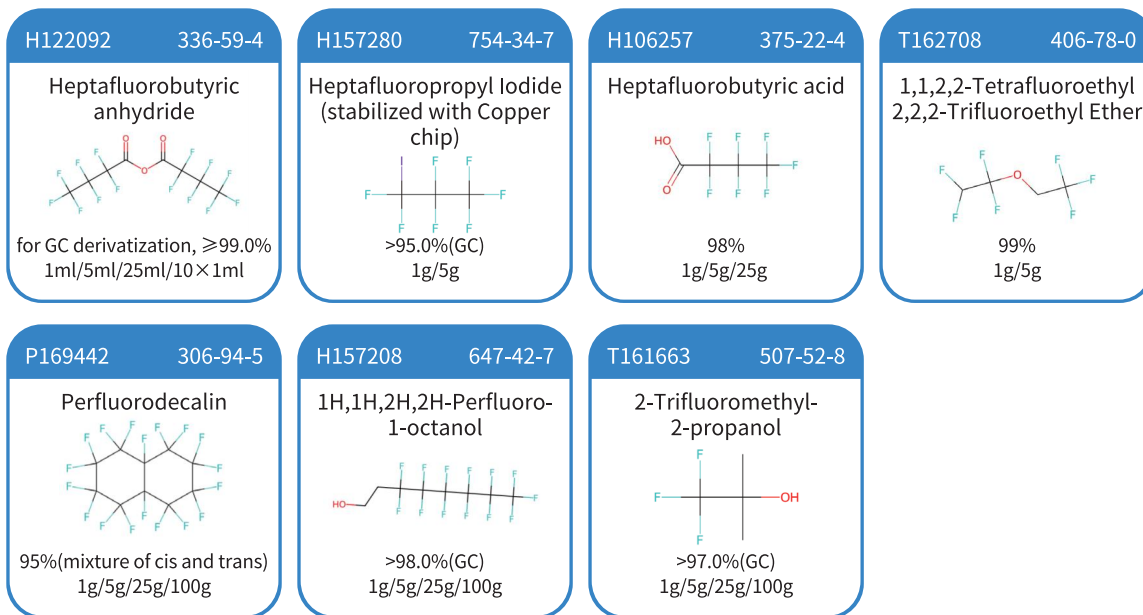 H122092 336-59-4
Heptafluorobutyric
anhydride
for GC derivatization, ≥99.0%
1ml/5ml/25ml/10×1ml
H157280 754-34-7
Heptafluoropropyl Iodide
(stabilized with Copper
chip)
>95.0%(GC)
1g/5g
H106257 375-22-4
Heptafluorobutyric acid
HO
O
F F F
F
F F F
98%
1g/5g/25g
T162708 406-78-0
1,1,2,2-Tetrafluoroethyl
2,2,2-Trifluoroethyl Ether
99%
1g/5g
P169442 306-94-5
Perfluorodecalin
95%(mixture of cis and trans)
1g/5g/25g/100g
H157208 647-42-7
1H,1H,2H,2H-Perfluoro-
1-octanol
>98.0%(GC)
1g/5g/25g/100g
T161663 507-52-8
2-Trifluoromethyl-
2-propanol
F
F
OH
F
>97.0%(GC)
1g/5g/25g/100g